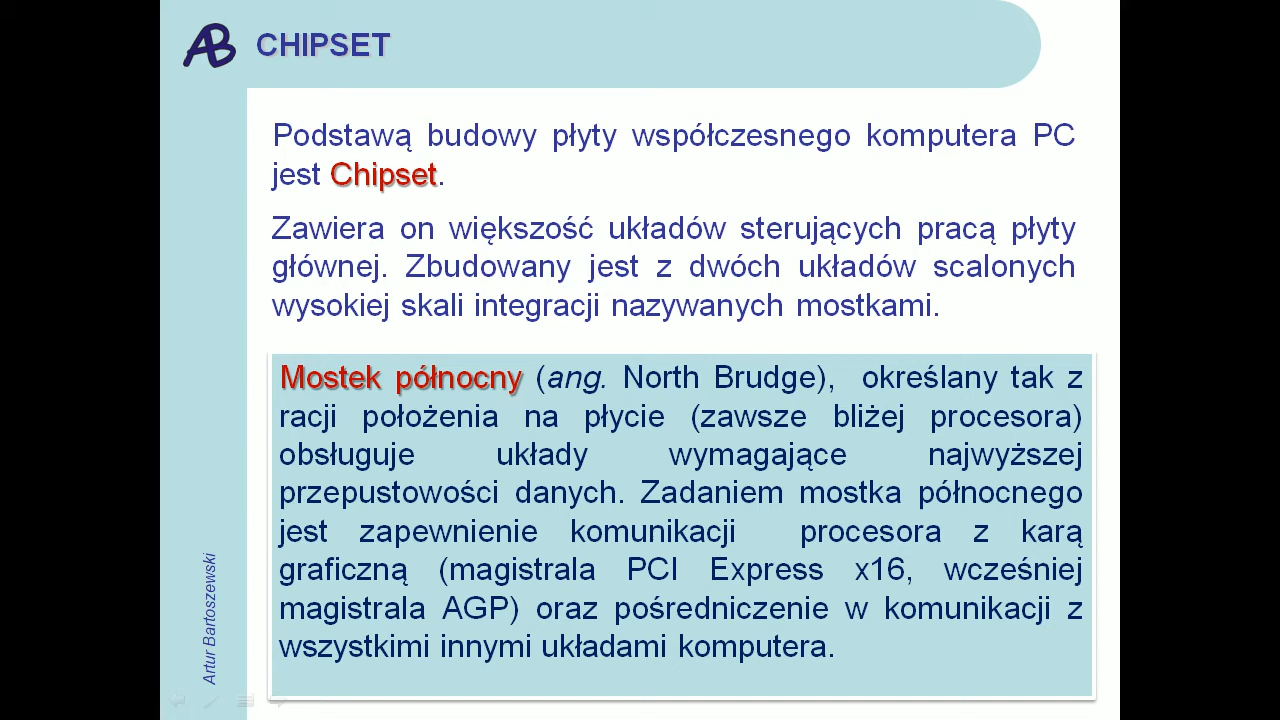 AB CHIPSET
Podstawą budowy płyty współczesnego komputera PC
jest Chipset.
Zawiera on większość układów sterujących pracą płyty
głównej. Zbudowany jest z dwóch układów scalonych
wysokiej skali integracji nazywanych mostkami.
Mostek północny (ang. North Brudge), określany tak z
racji położenia na płycie (zawsze bliżej procesora)
obsługuje układy wymagające najwyższej
przepustowości danych. Zadaniem mostka północnego
jest zapewnienie komunikacji procesora z karą
graficzną (magistrala PCI Express x16, wcześniej
magistrala AGP) oraz pośredniczenie w komunikacji z
wszystkimi innymi układami komputera.
Artur Bartoszewski